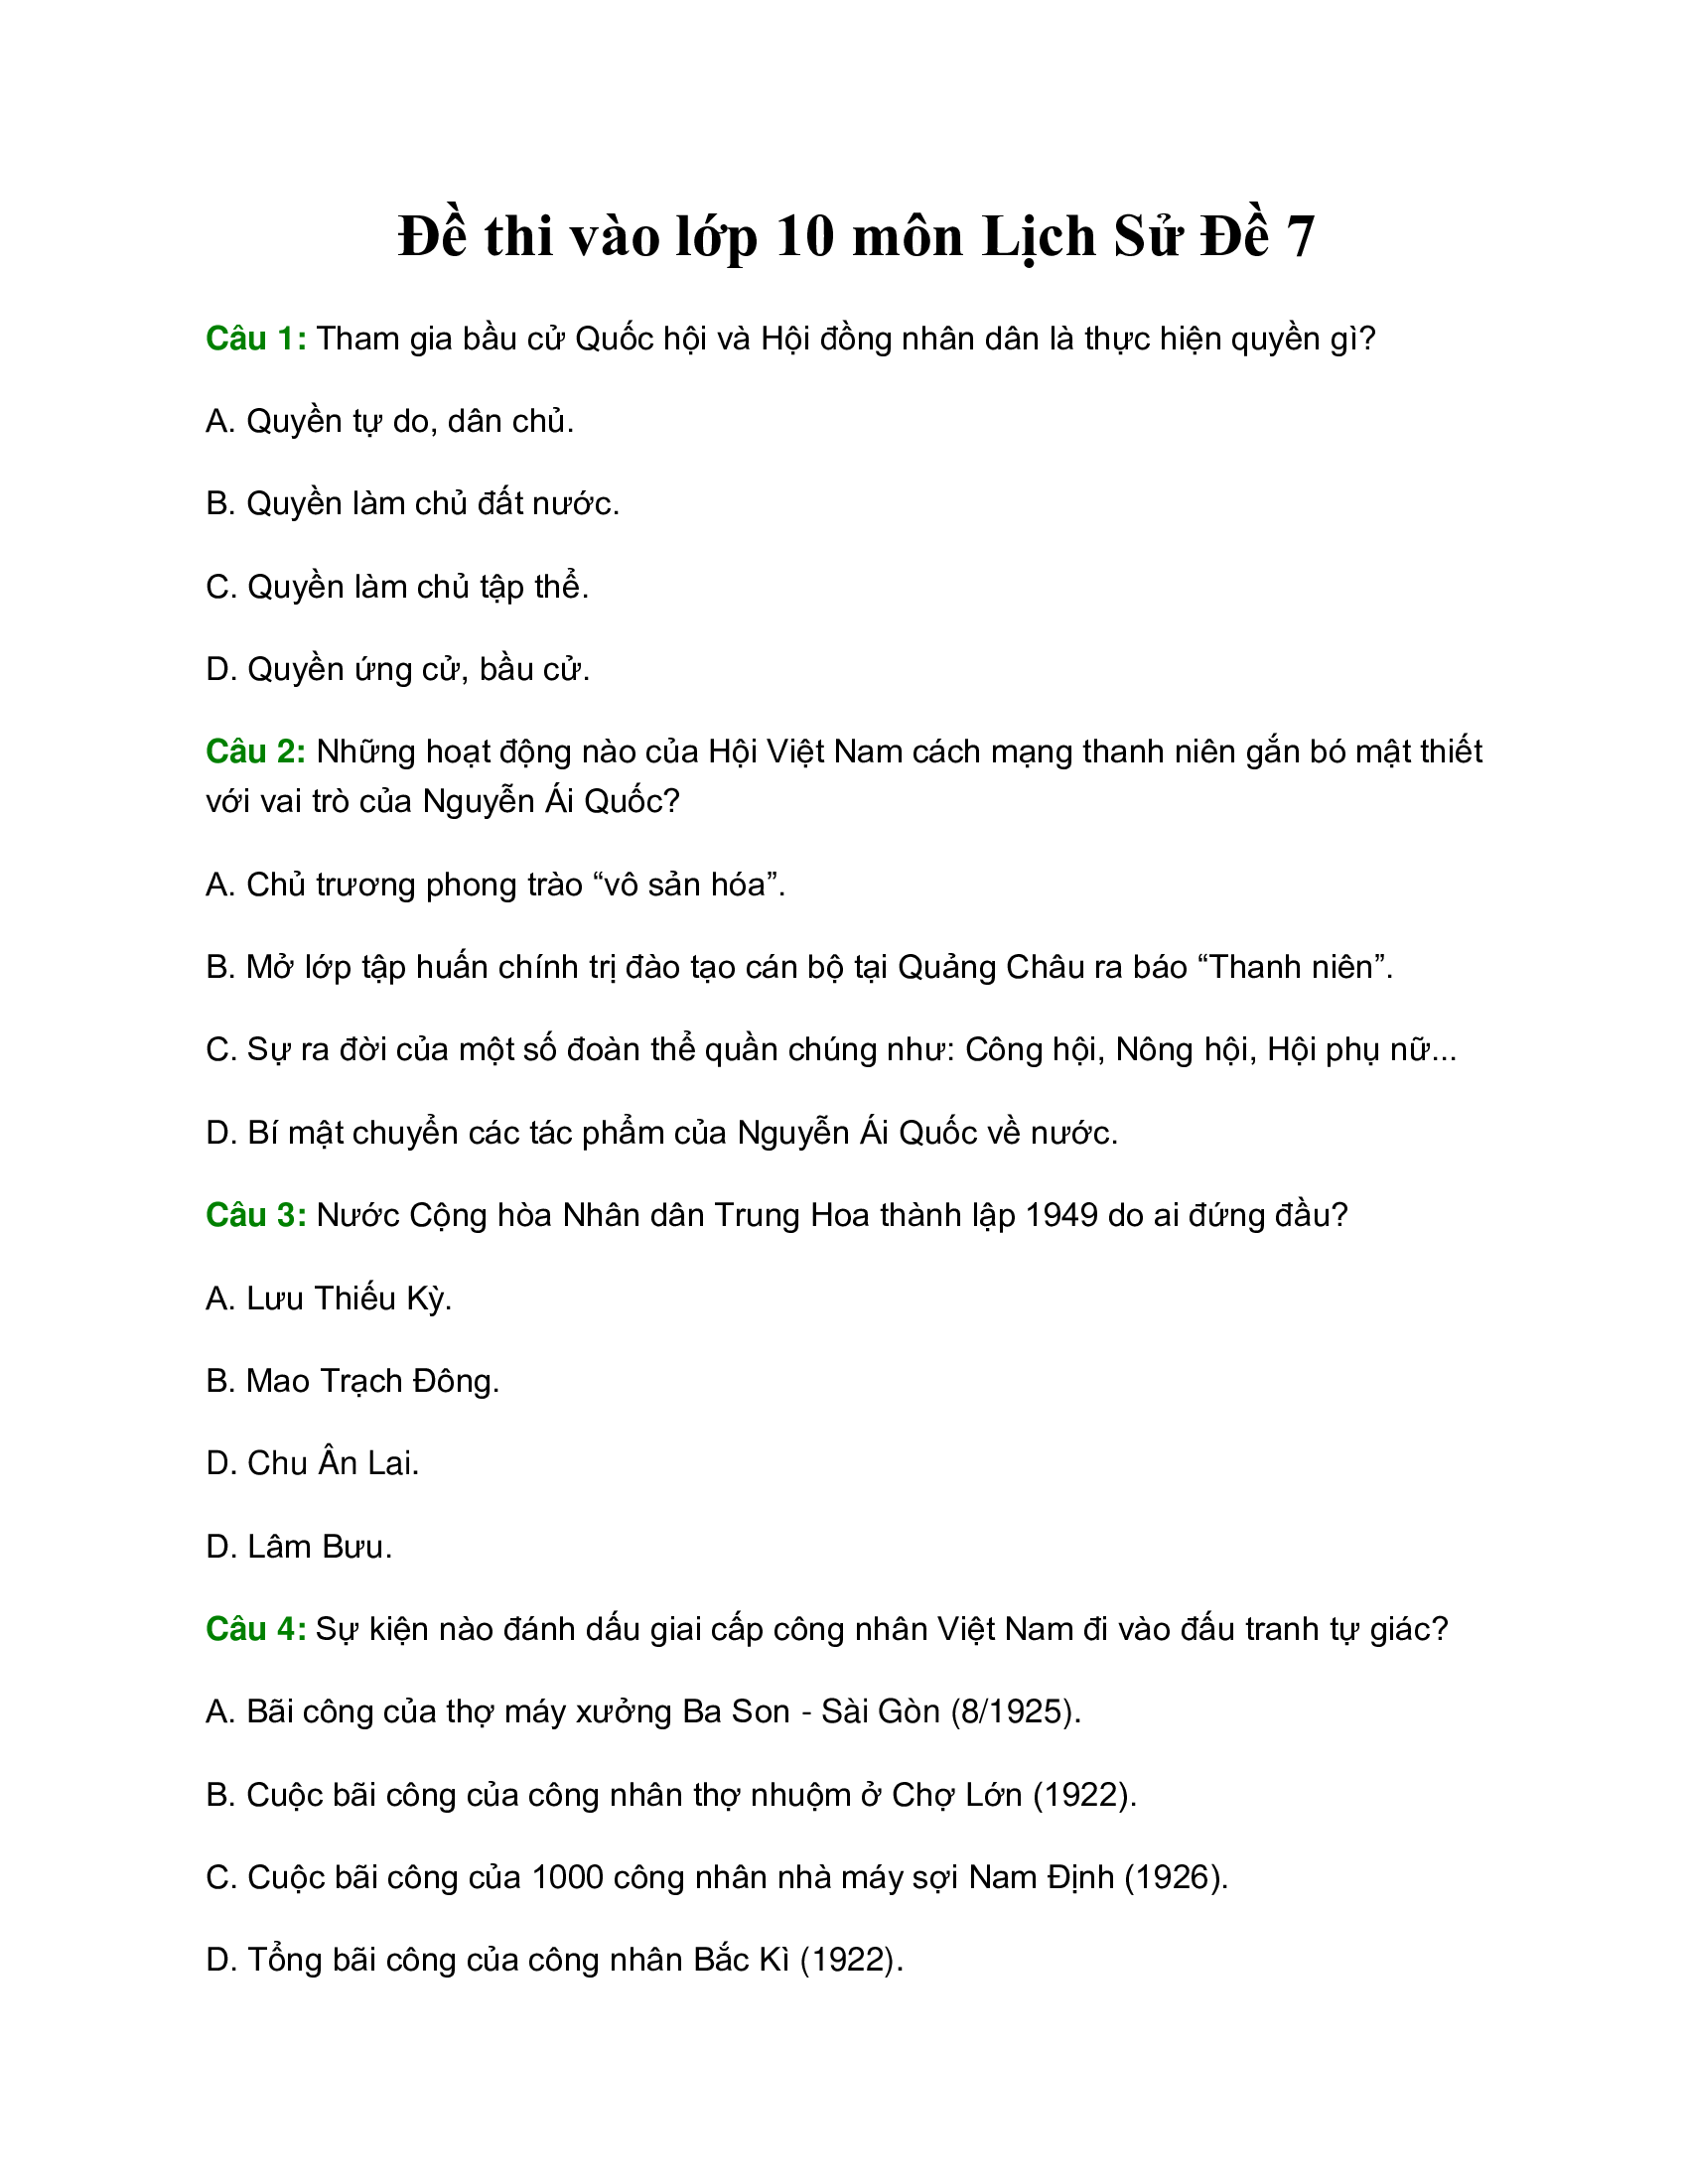 Đề thi vào lớp 10 môn Lịch Sử Đề 7
Câu 1: Tham gia bầu cử Quốc hội và Hội đồng nhân dân là thực hiện quyền gì?
A. Quyền tự do, dân chủ.
B. Quyền làm chủ đất nước.
C. Quyền làm chủ tập thể.
D. Quyền ứng cử, bầu cử.
Câu 2: Những hoạt động nào của Hội Việt Nam cách mạng thanh niên gắn bó mật thiết
với vai trò của Nguyễn Ái Quốc?
A. Chủ trương phong trào “vô sản hóa”.
B. Mở lớp tập huấn chính trị đào tạo cán bộ tại Quảng Châu ra báo “Thanh niên”.
C. Sự ra đời của một số đoàn thể quần chúng như: Công hội, Nông hội, Hội phụ nữ...
D. Bí mật chuyển các tác phẩm của Nguyễn Ái Quốc về nước.
Câu 3: Nước Cộng hòa Nhân dân Trung Hoa thành lập 1949 do ai đứng đầu?
A. Lưu Thiếu Kỳ.
B. Mao Trạch Đông.
D. Chu Ân Lai.
D. Lâm Bưu.
Câu 4: Sự kiện nào đánh dấu giai cấp công nhân Việt Nam đi vào đấu tranh tự giác?
A. Bãi công của thợ máy xưởng Ba Son - Sài Gòn (8/1925).
B. Cuộc bãi công của công nhân thợ nhuộm ở Chợ Lớn (1922).
C. Cuộc bãi công của 1000 công nhân nhà máy sợi Nam Định (1926).
D. Tổng bãi công của công nhân Bắc Kì (1922).